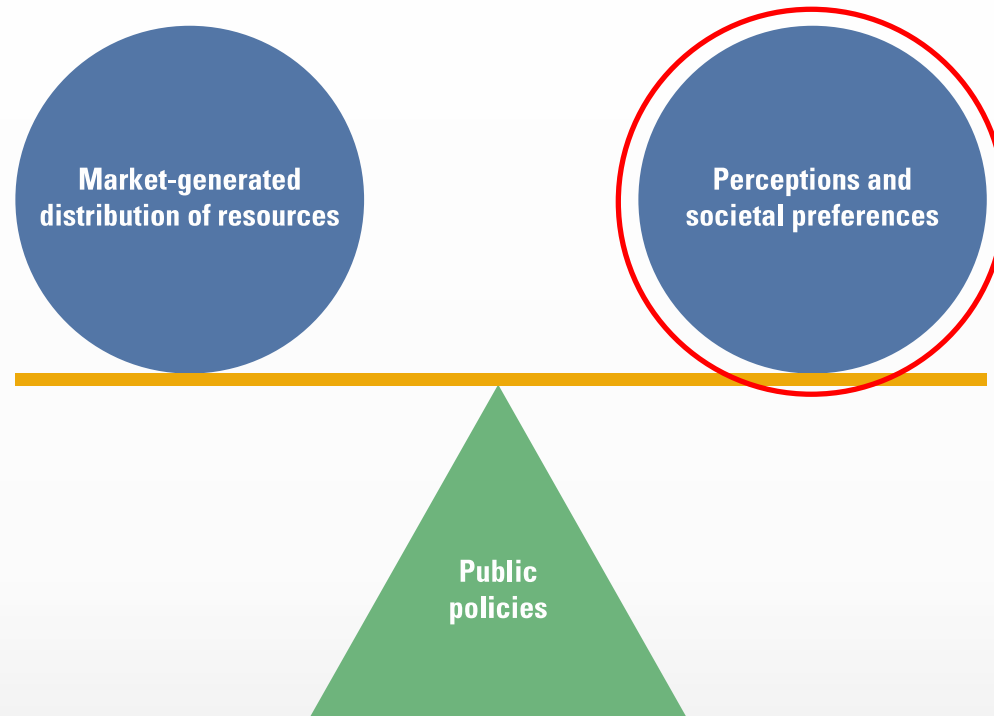 Market-generated
distribution of resources
Perceptions and
societal preferences
Public
policies